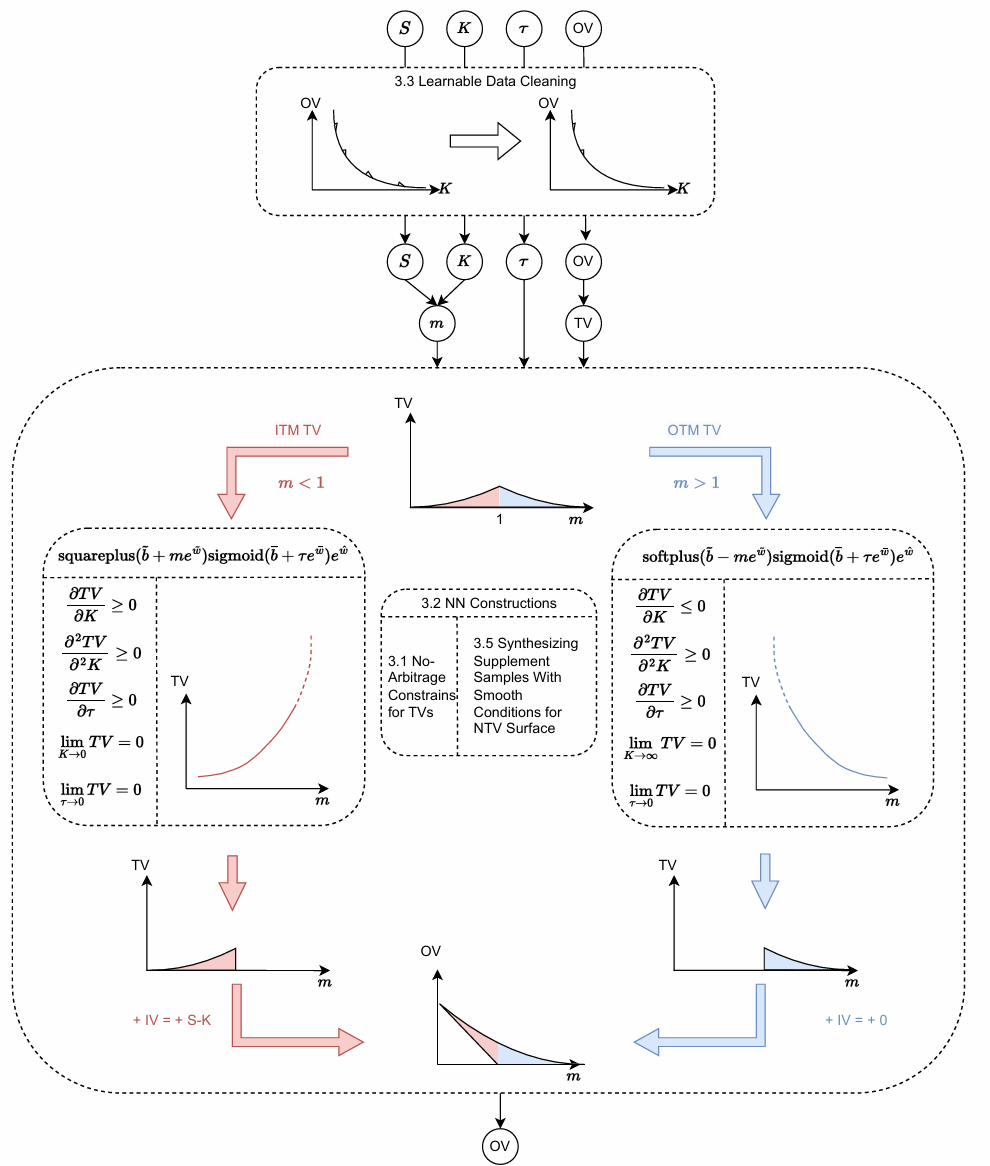 S K τ OV
3.3 Learnable Data Cleaning
OV OV
K K
S K τ OV
m TV
TV
ITM TV OTM TV
m < 1 m > 1
1 m
squareplus(b̃ + me^w̃)sigmoid(b̄ + τe^w̄)e^ŵ
softplus(b̃ − me^w̃)sigmoid(b̄ + τe^w̄)e^ŵ
∂TV/∂K ≥ 0
∂²TV/∂²K ≥ 0
∂TV/∂τ ≥ 0
lim K→0 TV = 0
lim τ→0 TV = 0
TV
m
3.2 NN Constructions
3.1 No-
Arbitrage
Constrains
for TVs
3.5 Synthesizing
Supplement
Samples With
Smooth
Conditions for
NTV Surface
∂TV/∂K ≤ 0
∂²TV/∂²K ≥ 0
∂TV/∂τ ≥ 0
lim K→∞ TV = 0
lim τ→0 TV = 0
TV
m
TV TV
m m
+ IV = + S-K
OV
m
+ IV = + 0
OV